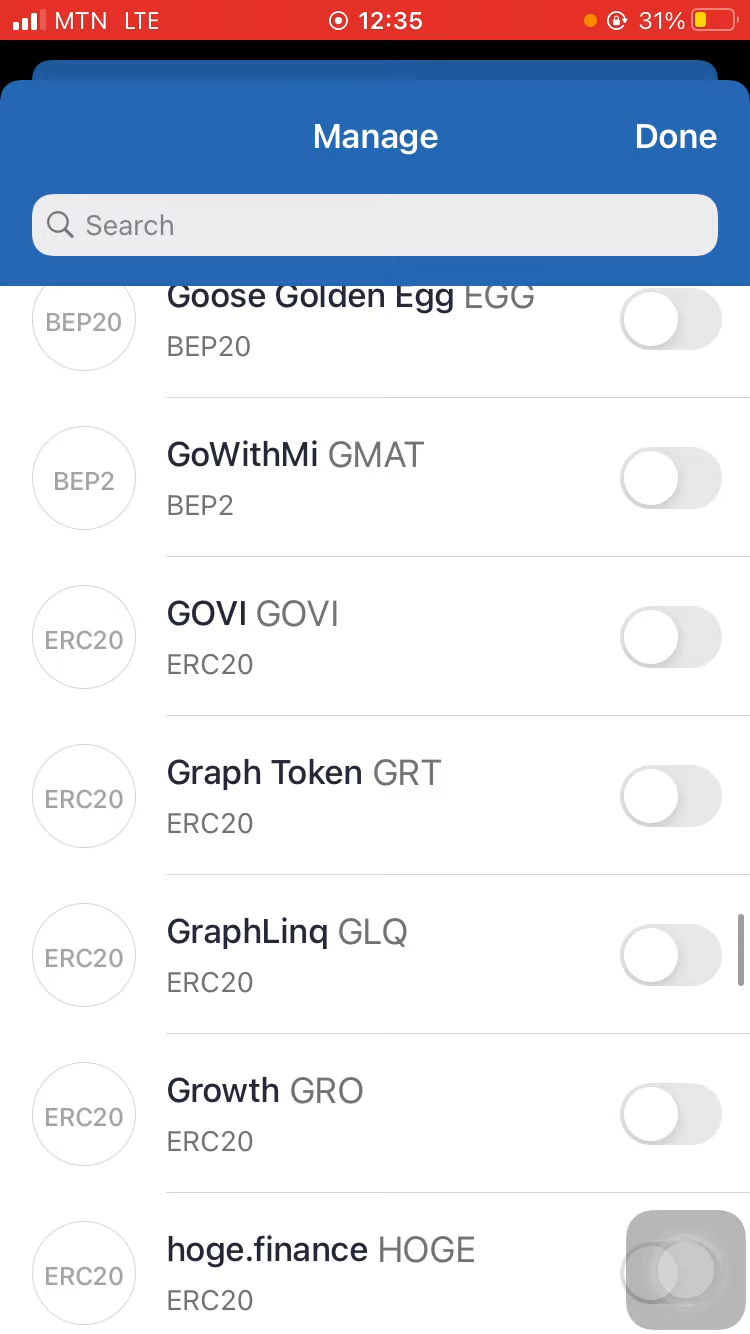 MTN LTE 12:35 31%
Manage Done
Search
Goose Golden Egg EGG
BEP20
BEP20
GoWithMi GMAT
BEP2
BEP2
GOVI GOVI
ERC20
ERC20
Graph Token GRT
ERC20
ERC20
GraphLinq GLQ
ERC20
ERC20
Growth GRO
ERC20
ERC20
hoge.finance HOGE
ERC20
ERC20